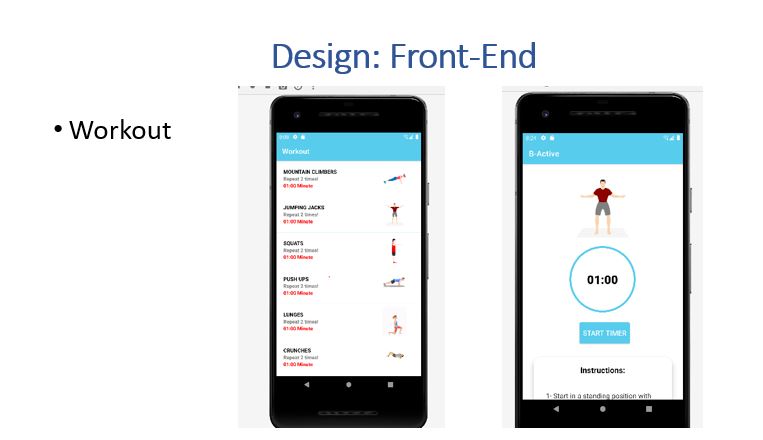 Design: Front-End
• Workout
Workout
MOUNTAIN CLIMBERS
Repeat 2 times!
01:00 Minute
JUMPING JACKS
Repeat 2 times!
01:00 Minute
SQUATS
Repeat 2 times!
01:00 Minute
PUSH UPS
Repeat 2 times!
01:00 Minute
LUNGES
Repeat 2 times!
01:00 Minute
CRUNCHES
Repeat 2 times!
01:00 Minute
8:24
B-Active
01:00
START TIMER
Instructions:
1- Start in a standing position with